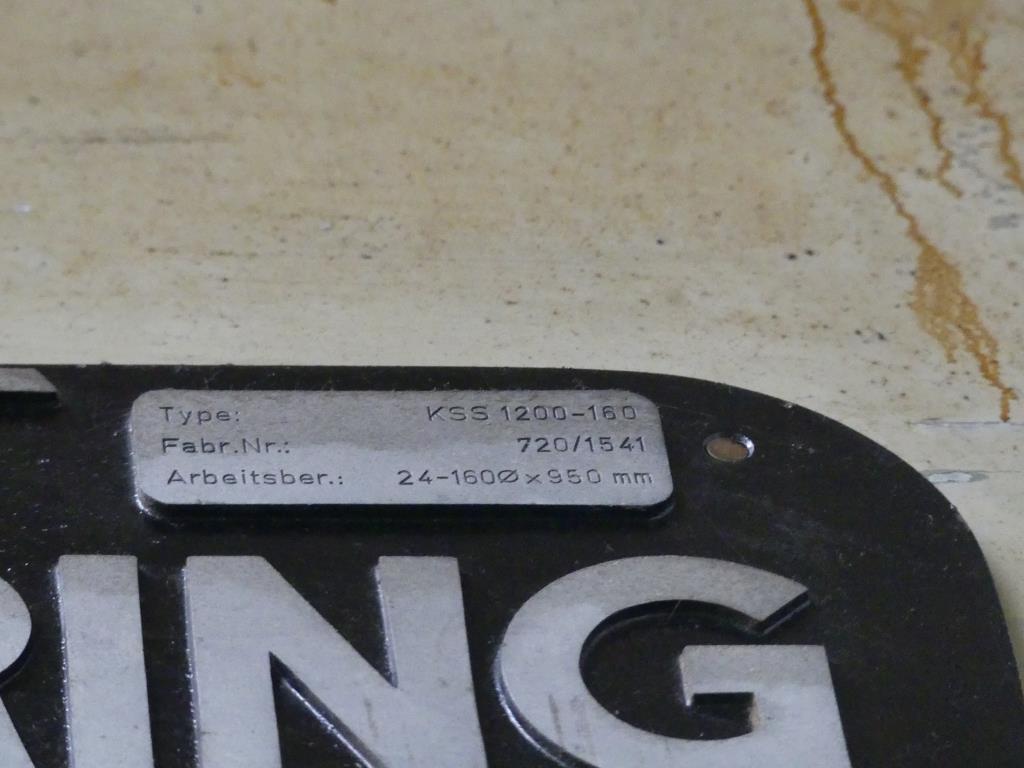 Type: KSS 1200-160
Fabr.Nr.: 720/1541
Arbeitsber.: 24-160Ø x 950 mm
RING